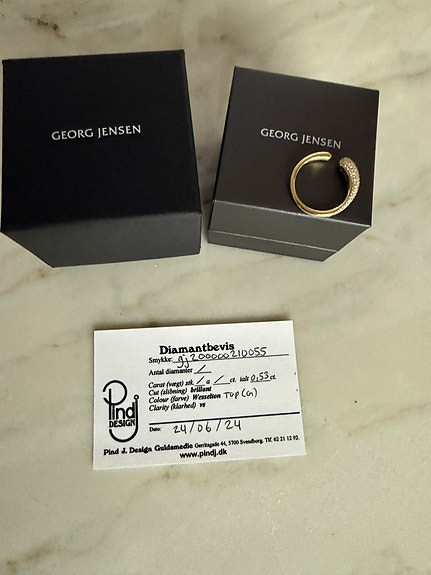 GEORG JENSEN
GEORG JENSEN
Diamantbevis
Smykke: gj200000210055
Antal diamanter /
Carat (vægt) stk / a / ct. ialt 0,53 ct.
Cut (slibning) brillant
Colour (farve) Wesselton TOP (G)
Clarity (klarhed) vs
Pindj
DESIGN
Dato: 24/06/24
Pind J. Design Guldsmedie Gerritsgade 44, 5700 Svendborg. Tlf. 62 21 12 92.
www.pindj.dk